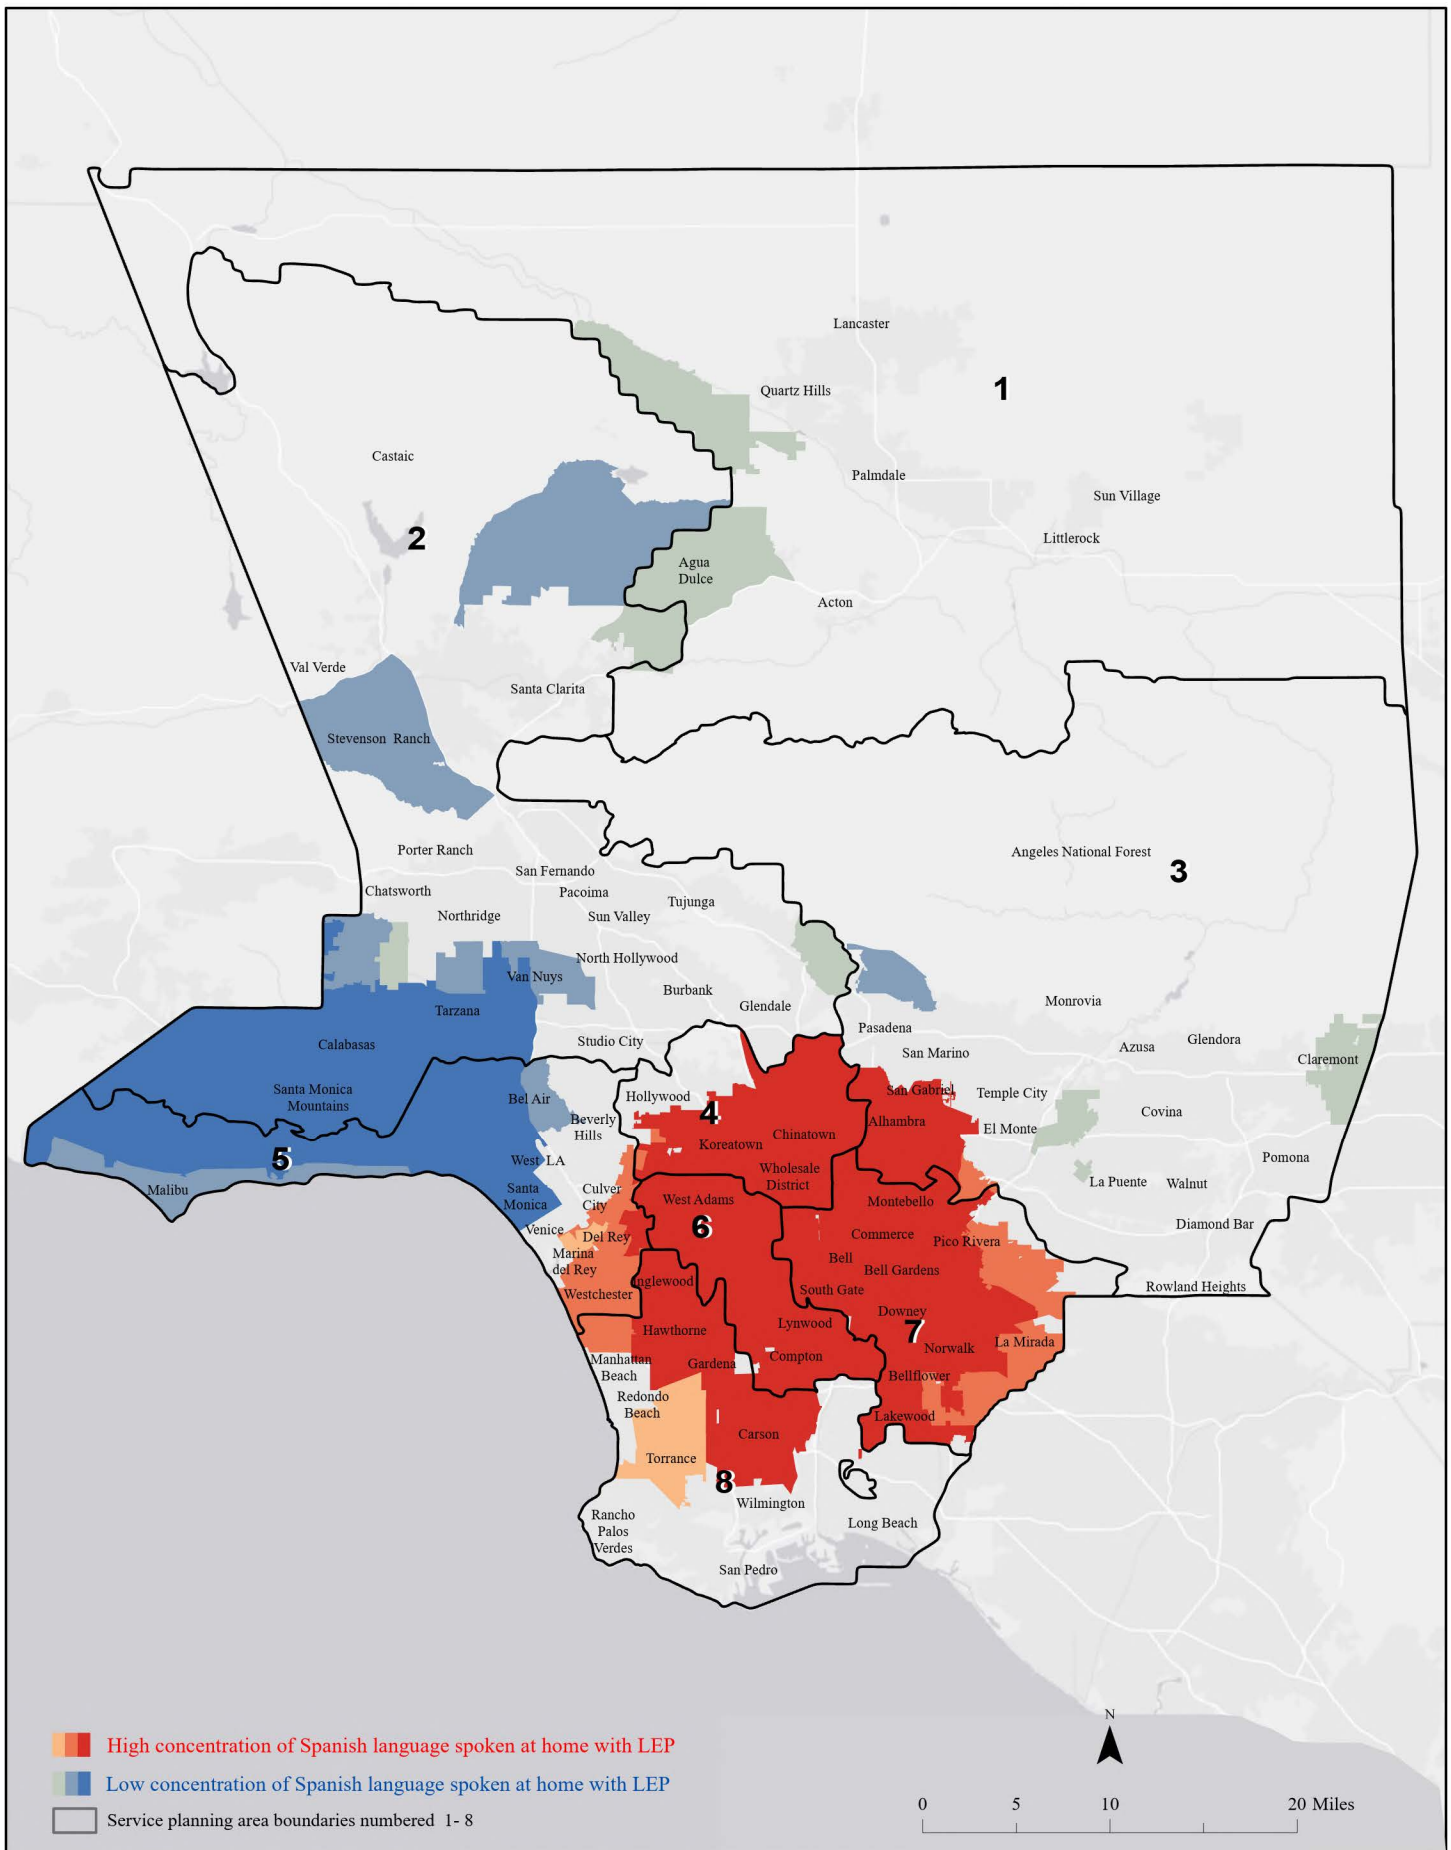 Lancaster
1
Quartz Hills
Castaic
Palmdale
Sun Village
2
Littlerock
Agua
Dulce
Acton
Val Verde
Santa Clarita
Stevenson Ranch
Porter Ranch
Angeles National Forest
3
San Fernando
Chatsworth
Pacoima
Tujunga
Northridge
Sun Valley
North Hollywood
Van Nuys
Burbank
Monrovia
Glendale
Tarzana
Pasadena
Studio City
Glendora
Calabasas
Azusa
San Marino
Claremont
Santa Monica
Mountains
San Gabriel
Temple City
Bel Air
Hollywood
4
Covina
Beverly
Hills
Alhambra
El Monte
Chinatown
Koreatown
5
West LA
Pomona
Wholesale
District
La Puente
Walnut
Malibu
Santa
Monica
Culver
City
West Adams
Montebello
6
Diamond Bar
Venice
Del Rey
Commerce
Pico Rivera
Marina
del Rey
Bell
Bell Gardens
Inglewood
Rowland Heights
Westchester
South Gate
Downey
Hawthorne
Lynwood
7
La Mirada
Norwalk
Manhattan
Beach
Gardena
Compton
Bellflower
Redondo
Beach
Lakewood
Carson
Torrance
8
Wilmington
Rancho
Palos
Verdes
Long Beach
San Pedro
N
High concentration of Spanish language spoken at home with LEP
Low concentration of Spanish language spoken at home with LEP
Service planning area boundaries numbered 1- 8
0 5 10 20 Miles